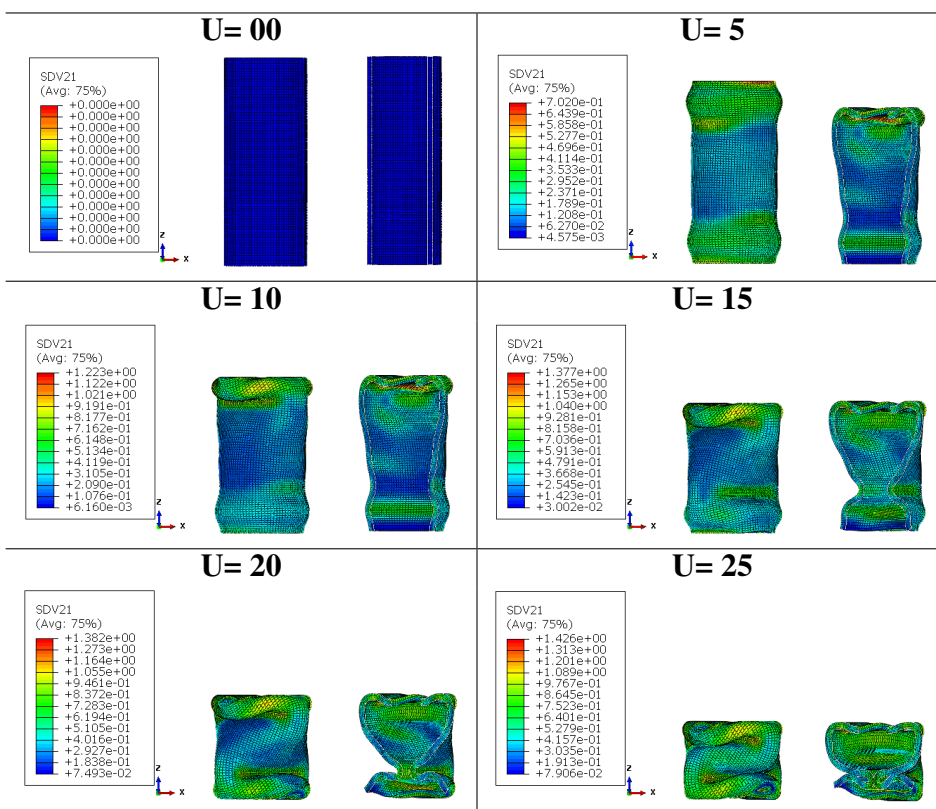 U= 00
SDV21
(Avg: 75%)
+0.000e+00
+0.000e+00
+0.000e+00
+0.000e+00
+0.000e+00
+0.000e+00
+0.000e+00
+0.000e+00
+0.000e+00
+0.000e+00
+0.000e+00
+0.000e+00
+0.000e+00
z
x
U= 5
SDV21
(Avg: 75%)
+7.020e-01
+6.439e-01
+5.858e-01
+5.277e-01
+4.696e-01
+4.114e-01
+3.533e-01
+2.952e-01
+2.371e-01
+1.789e-01
+1.208e-01
+6.270e-02
+4.575e-03
z
x
U= 10
SDV21
(Avg: 75%)
+1.223e+00
+1.122e+00
+1.021e+00
+9.191e-01
+8.177e-01
+7.162e-01
+6.148e-01
+5.134e-01
+4.119e-01
+3.105e-01
+2.090e-01
+1.076e-01
+6.160e-03
z
x
U= 15
SDV21
(Avg: 75%)
+1.377e+00
+1.265e+00
+1.153e+00
+1.040e+00
+9.281e-01
+8.158e-01
+7.036e-01
+5.913e-01
+4.791e-01
+3.668e-01
+2.545e-01
+1.423e-01
+3.002e-02
z
x
U= 20
SDV21
(Avg: 75%)
+1.382e+00
+1.273e+00
+1.164e+00
+1.055e+00
+9.461e-01
+8.372e-01
+7.283e-01
+6.194e-01
+5.105e-01
+4.016e-01
+2.927e-01
+1.838e-01
+7.493e-02
z
x
U= 25
SDV21
(Avg: 75%)
+1.426e+00
+1.313e+00
+1.201e+00
+1.089e+00
+9.767e-01
+8.645e-01
+7.523e-01
+6.401e-01
+5.279e-01
+4.157e-01
+3.035e-01
+1.913e-01
+7.906e-02
z
x